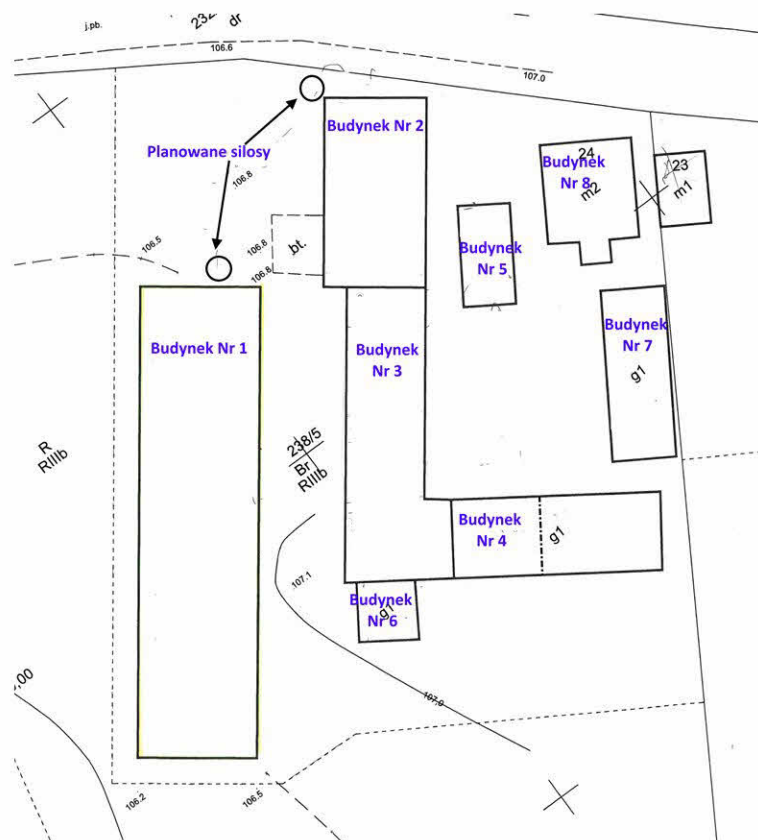 j.pb.
232
dr
106.6
107.0
Budynek Nr 2
Planowane silosy
24
Budynek
Nr 8
m2
23
m1
106.8
106.5
106.8
bt.
106.8
Budynek
Nr 5
Budynek Nr 1
Budynek
Nr 3
Budynek
Nr 7
g1
R
RIIIb
238/5
Br
RIIIb
Budynek
Nr 4
g1
107.1
Budynek
Nr 6
g1
,00
107.0
106.2
106.5